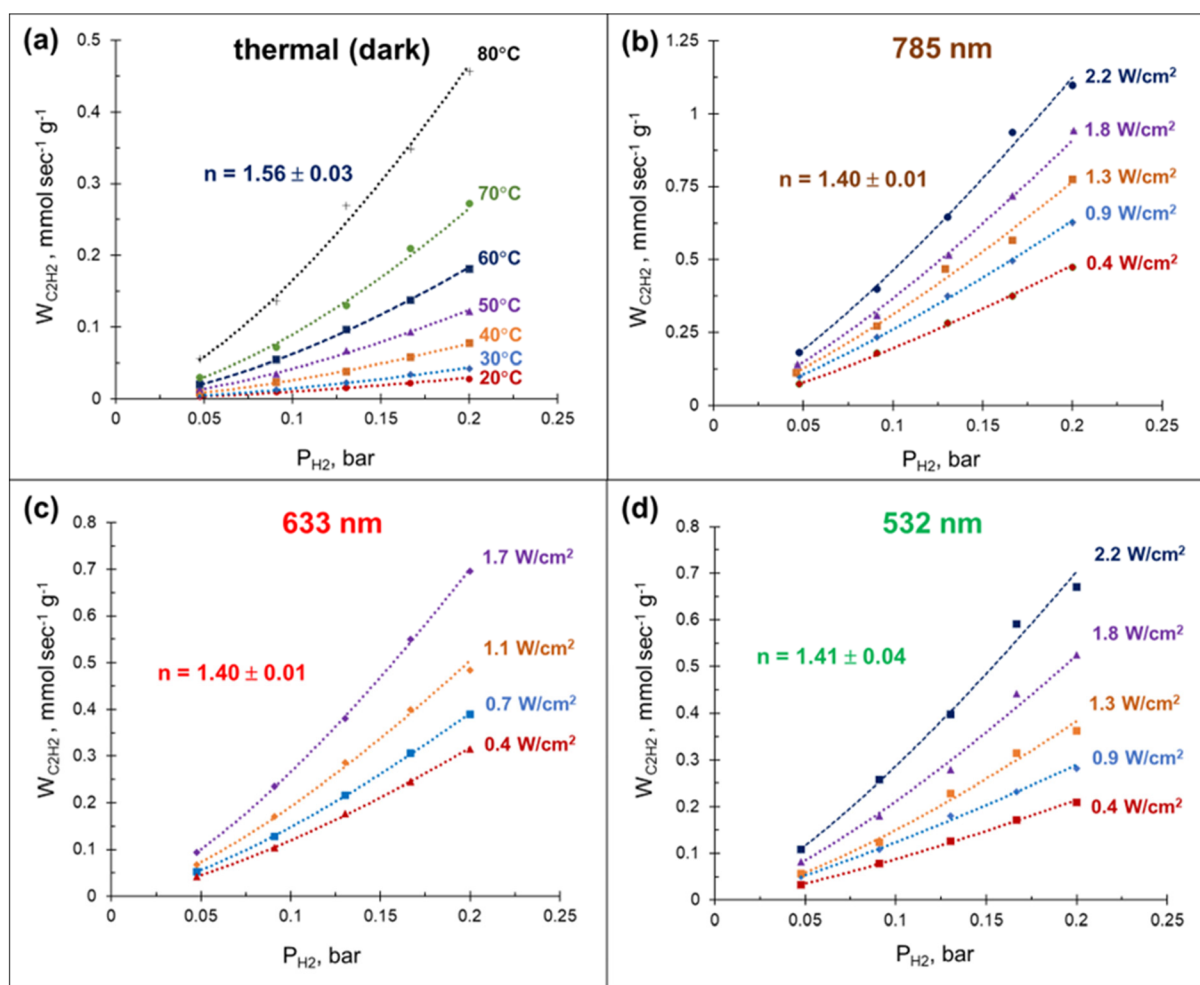 (a)
thermal (dark)
W_C2H2, mmol sec⁻¹ g⁻¹
0.5
0.4
0.3
0.2
0.1
0
80°C
n = 1.56 ± 0.03
70°C
60°C
50°C
40°C
30°C
20°C
0 0.05 0.1 0.15 0.2 0.25
P_H2, bar
(b)
785 nm
W_C2H2, mmol sec⁻¹ g⁻¹
1.25
1
0.75
0.5
0.25
0
2.2 W/cm²
1.8 W/cm²
n = 1.40 ± 0.01
1.3 W/cm²
0.9 W/cm²
0.4 W/cm²
0 0.05 0.1 0.15 0.2 0.25
P_H2, bar
(c)
633 nm
W_C2H2, mmol sec⁻¹ g⁻¹
0.8
0.7
0.6
0.5
0.4
0.3
0.2
0.1
0
1.7 W/cm²
1.1 W/cm²
n = 1.40 ± 0.01
0.7 W/cm²
0.4 W/cm²
0 0.05 0.1 0.15 0.2 0.25
P_H2, bar
(d)
532 nm
W_C2H2, mmol sec⁻¹ g⁻¹
0.8
0.7
0.6
0.5
0.4
0.3
0.2
0.1
0
2.2 W/cm²
1.8 W/cm²
n = 1.41 ± 0.04
1.3 W/cm²
0.9 W/cm²
0.4 W/cm²
0 0.05 0.1 0.15 0.2 0.25
P_H2, bar